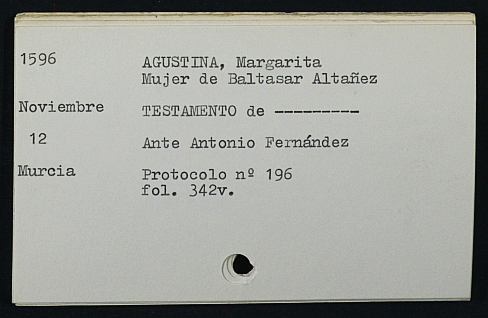 1596 AGUSTINA, Margarita
Mujer de Baltasar Altañez
Noviembre TESTAMENTO de ---------
12 Ante Antonio Fernández
Murcia Protocolo nº 196
fol. 342v.